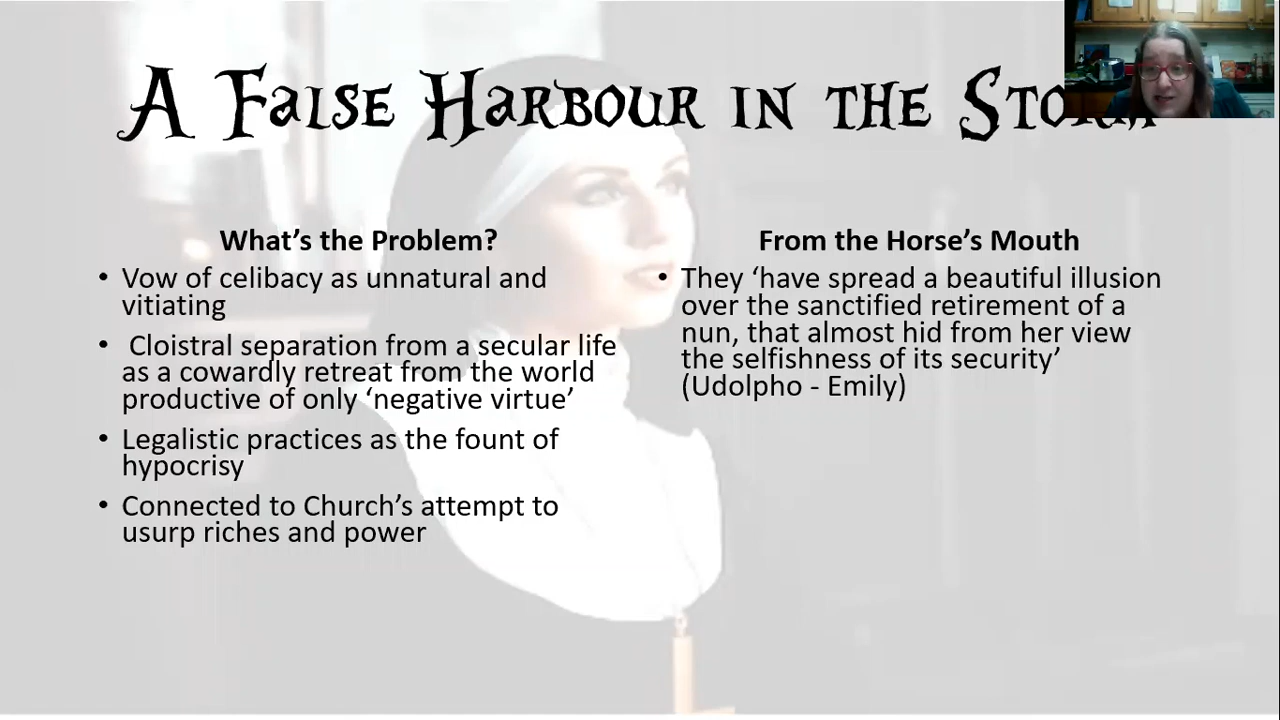 A False Harbour in the Storm
What's the Problem?
• Vow of celibacy as unnatural and
vitiating
• Cloistral separation from a secular life
as a cowardly retreat from the world
productive of only ‘negative virtue’
• Legalistic practices as the fount of
hypocrisy
• Connected to Church’s attempt to
usurp riches and power
From the Horse’s Mouth
• They ‘have spread a beautiful illusion
over the sanctified retirement of a
nun, that almost hid from her view
the selfishness of its security’
(Udolpho - Emily)